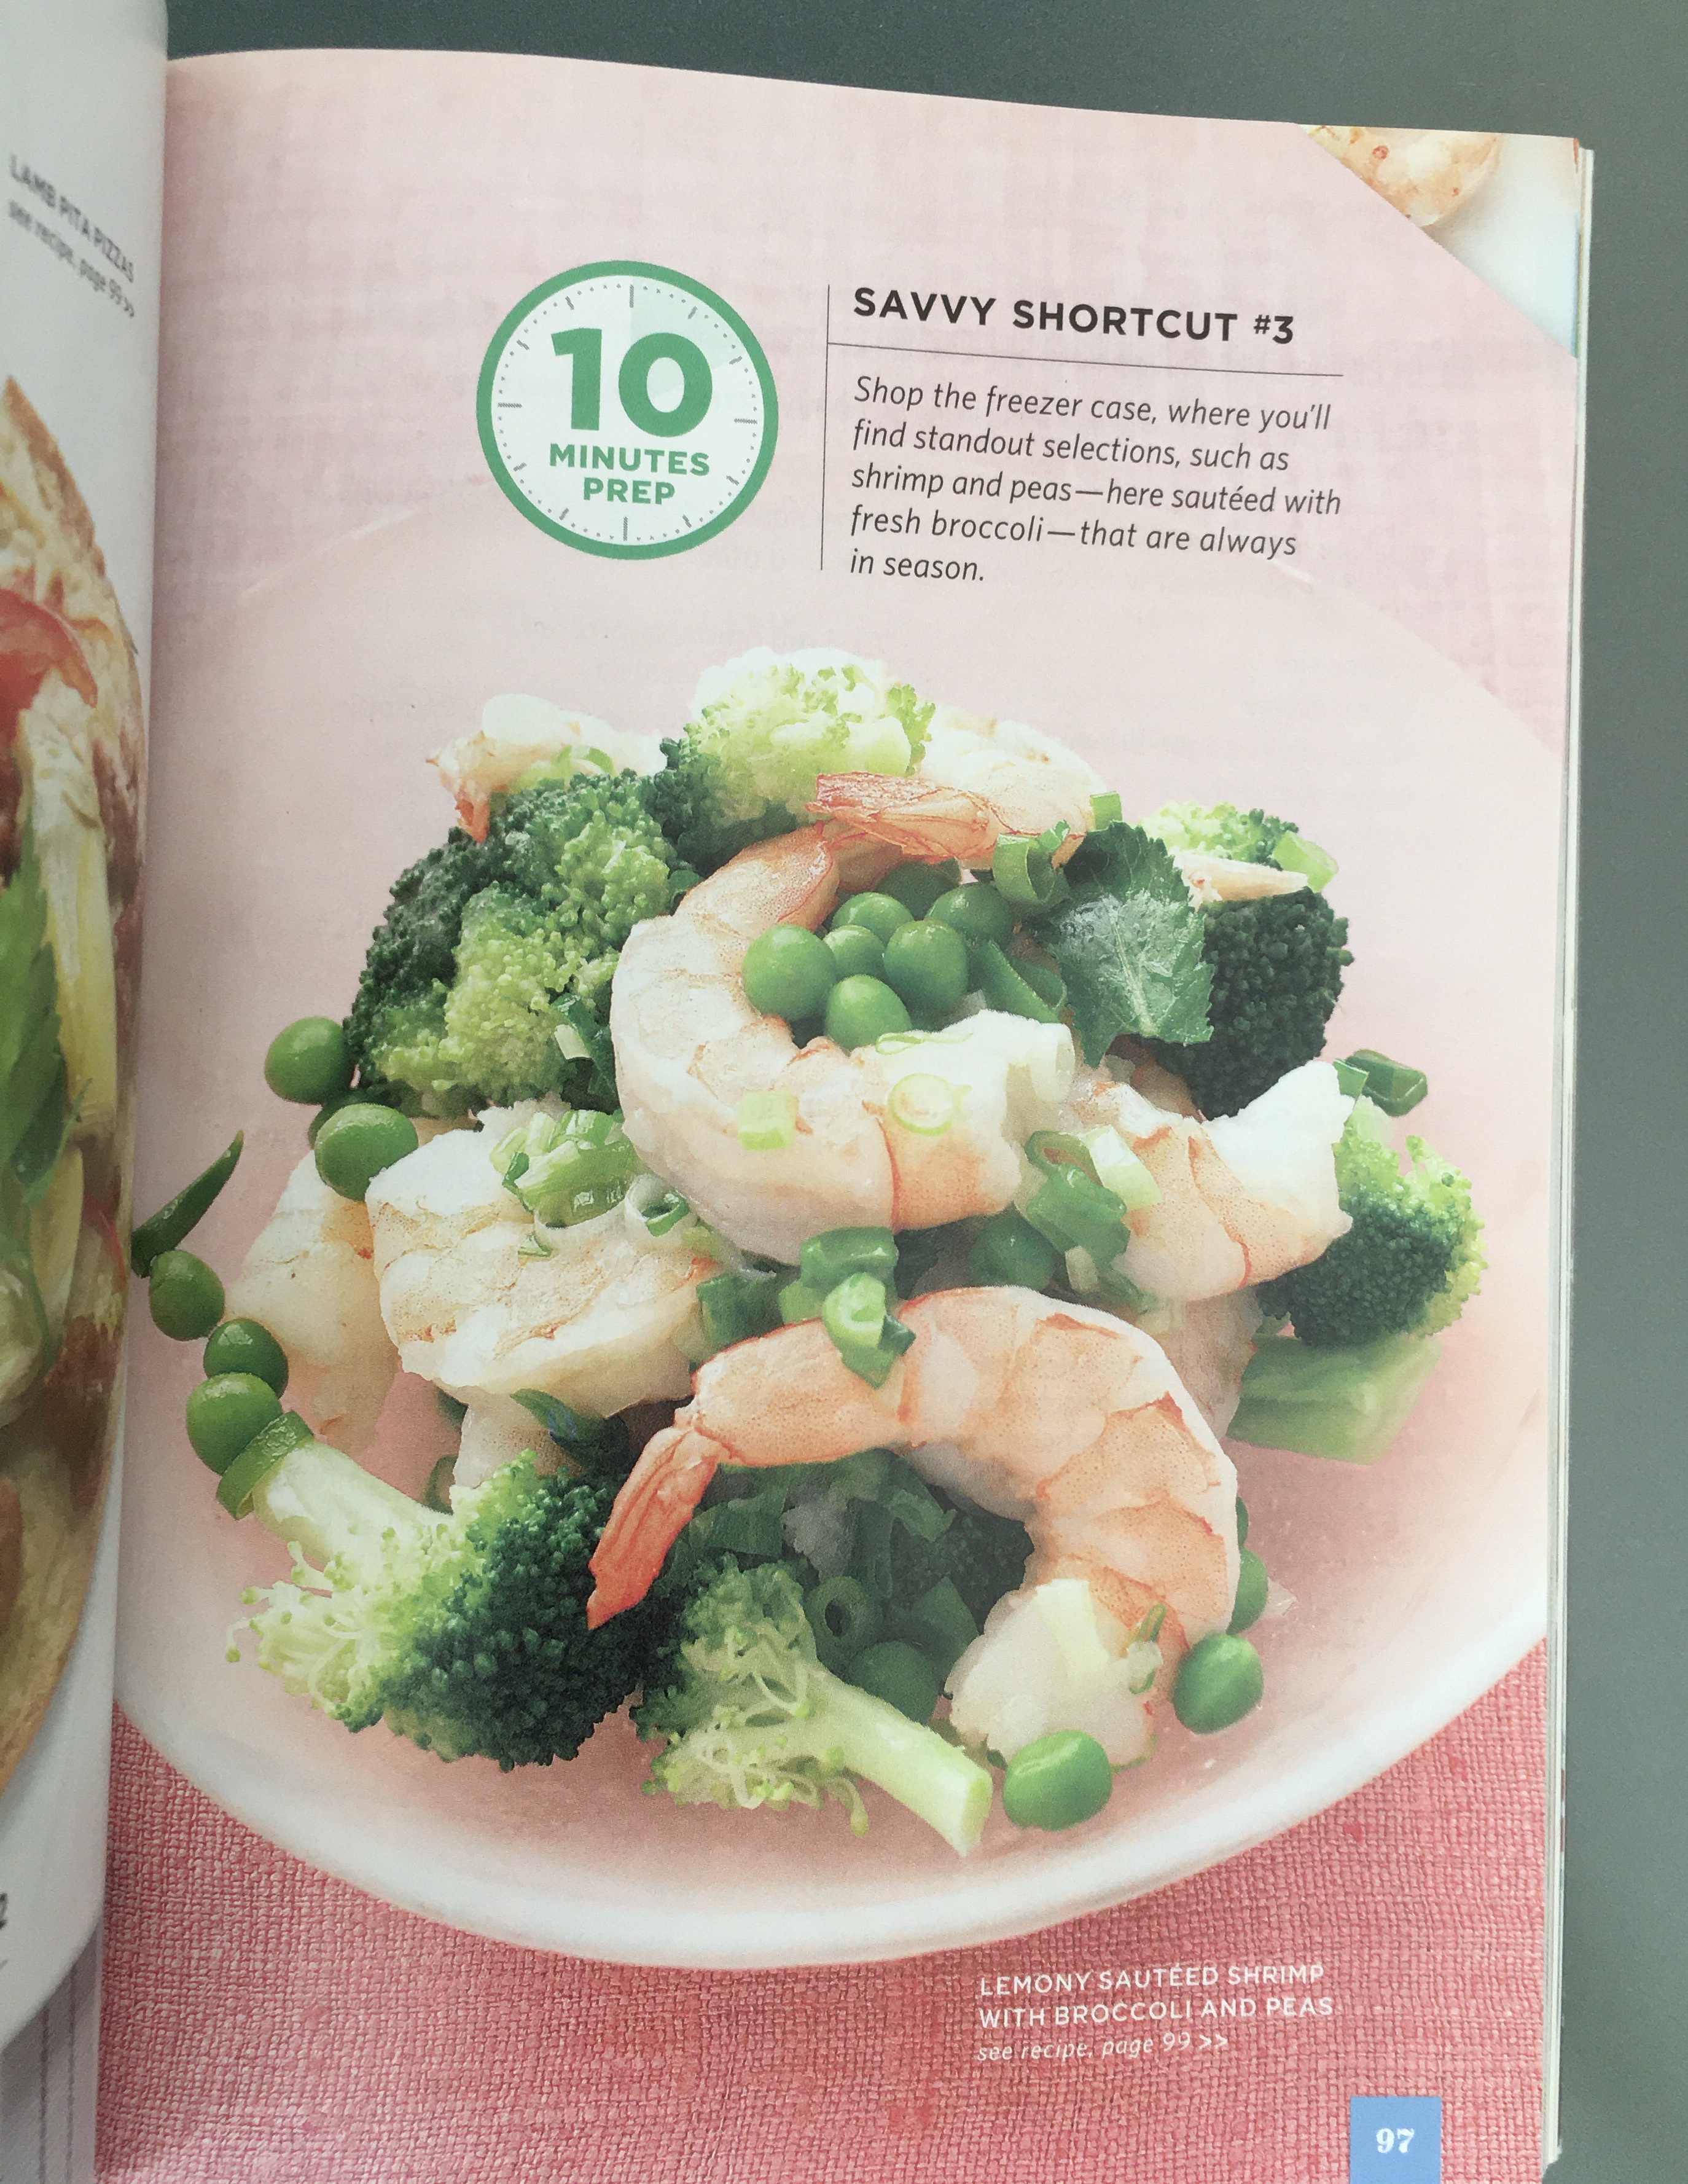 LAMB PITA PIZZAS
see recipe, page 99 >>
10
MINUTES
PREP
SAVVY SHORTCUT #3
Shop the freezer case, where you'll
find standout selections, such as
shrimp and peas—here sautéed with
fresh broccoli—that are always
in season.
LEMONY SAUTÉED SHRIMP
WITH BROCCOLI AND PEAS
see recipe, page 99 >>
97